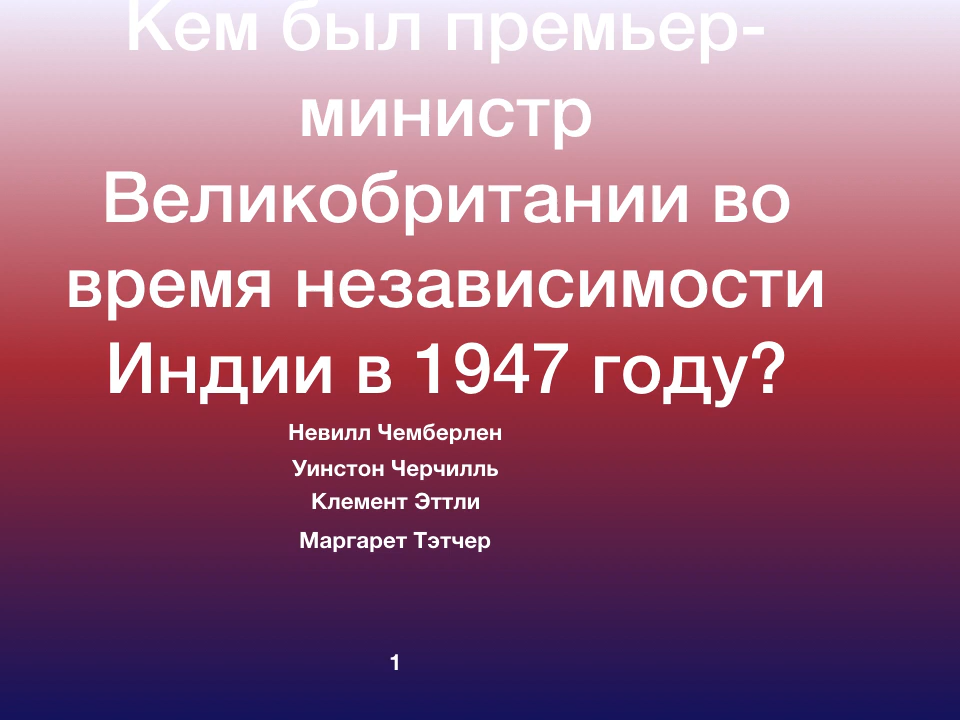 Кем был премьер-
министр
Великобритании во
время независимости
Индии в 1947 году?
Невилл Чемберлен
Уинстон Черчилль
Клемент Эттли
Маргарет Тэтчер
1